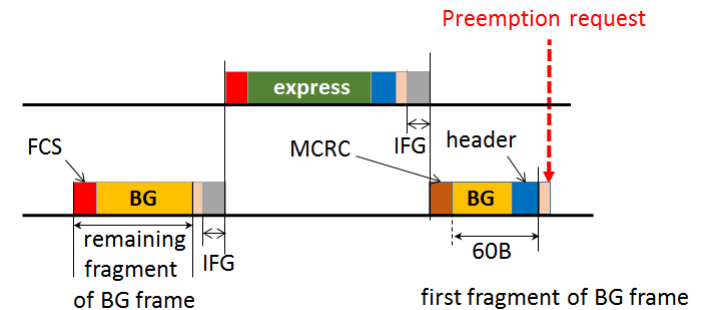 Preemption request
express
FCS
MCRC
IFG
header
BG
BG
remaining
fragment
of BG frame
IFG
60B
first fragment of BG frame